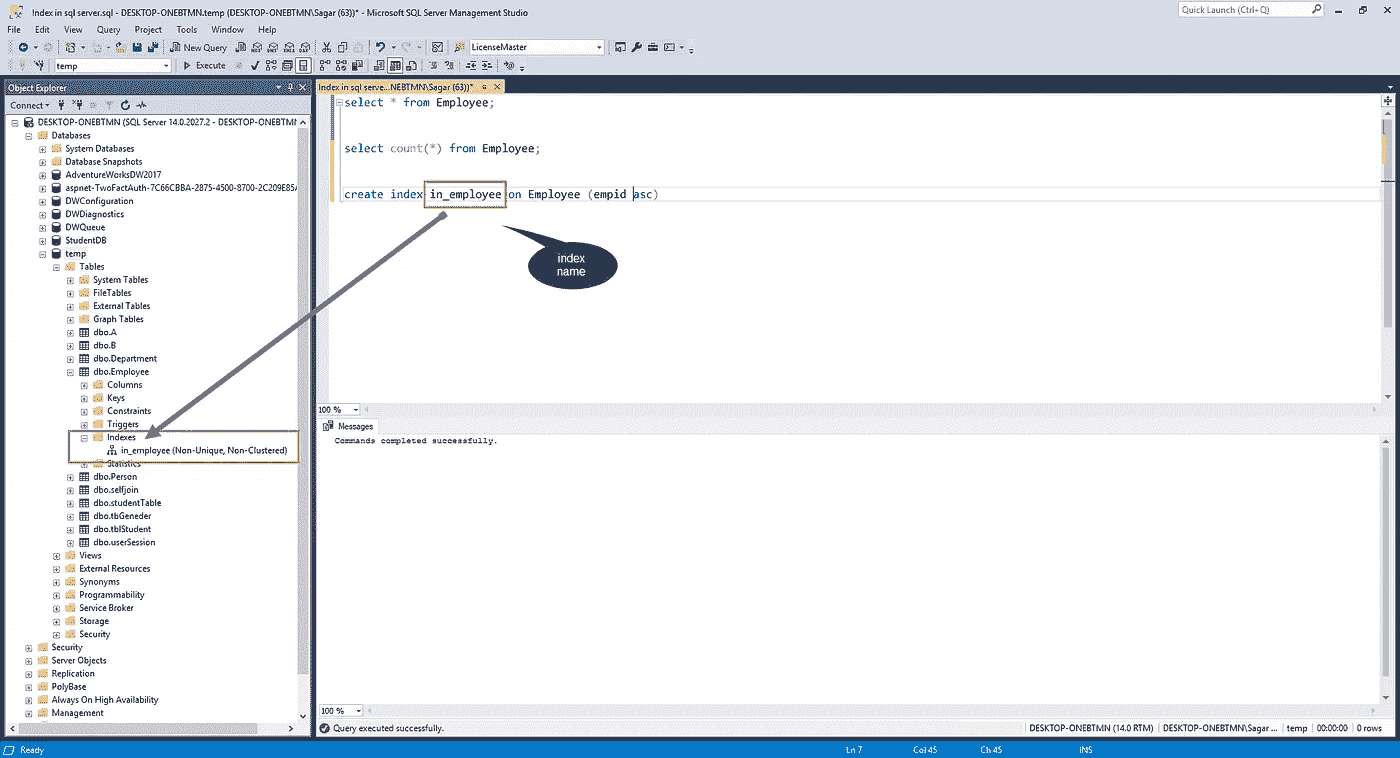 Index in sql server.sql - DESKTOP-ONEBTMN.temp (DESKTOP-ONEBTMN\Sagar (63))* - Microsoft SQL Server Management Studio
Quick Launch (Ctrl+Q)
File Edit View Query Project Tools Window Help
New Query LicenseMaster
temp Execute
Object Explorer
Connect
DESKTOP-ONEBTMN (SQL Server 14.0.2027.2 - DESKTOP-ONEBTMN
Databases
System Databases
Database Snapshots
AdventureWorksDW2017
aspnet-TwoFactAuth-7C66CBBA-2875-4500-8700-2C209E85A
DWConfiguration
DWDiagnostics
DWQueue
StudentDB
temp
Tables
System Tables
FileTables
External Tables
Graph Tables
dbo.A
dbo.B
dbo.Department
dbo.Employee
Columns
Keys
Constraints
Triggers
Indexes
in_employee (Non-Unique, Non-Clustered)
Statistics
dbo.Person
dbo.selfjoin
dbo.studentTable
dbo.tbGeneder
dbo.tblStudent
dbo.userSession
Views
External Resources
Synonyms
Programmability
Service Broker
Storage
Security
Security
Server Objects
Replication
PolyBase
Always On High Availability
Management
Index in sql serve...NEBTMN\Sagar (63))*
select * from Employee;
select count(*) from Employee;
create index in_employee on Employee (empid asc)
index
name
100 %
Messages
Commands completed successfully.
100 %
Query executed successfully. DESKTOP-ONEBTMN (14.0 RTM) DESKTOP-ONEBTMN\Sagar ... temp 00:00:00 0 rows
Ready Ln 7 Col 45 Ch 45 INS